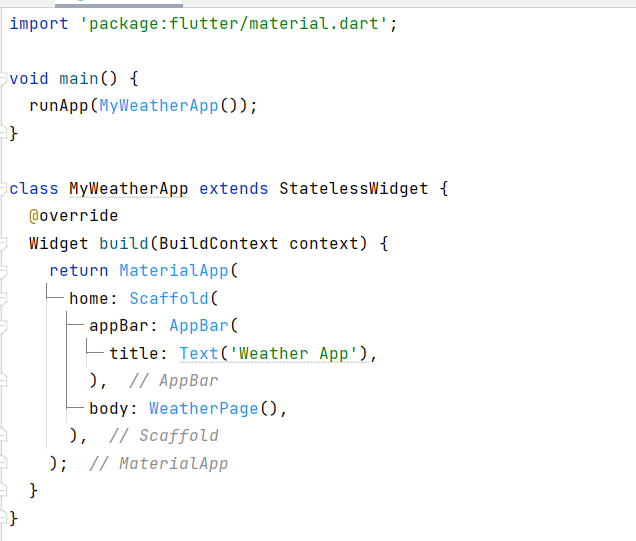 import 'package:flutter/material.dart';
void main() {
runApp(MyWeatherApp());
}
class MyWeatherApp extends StatelessWidget {
@override
Widget build(BuildContext context) {
return MaterialApp(
home: Scaffold(
appBar: AppBar(
title: Text('Weather App'),
), // AppBar
body: WeatherPage(),
), // Scaffold
); // MaterialApp
}
}